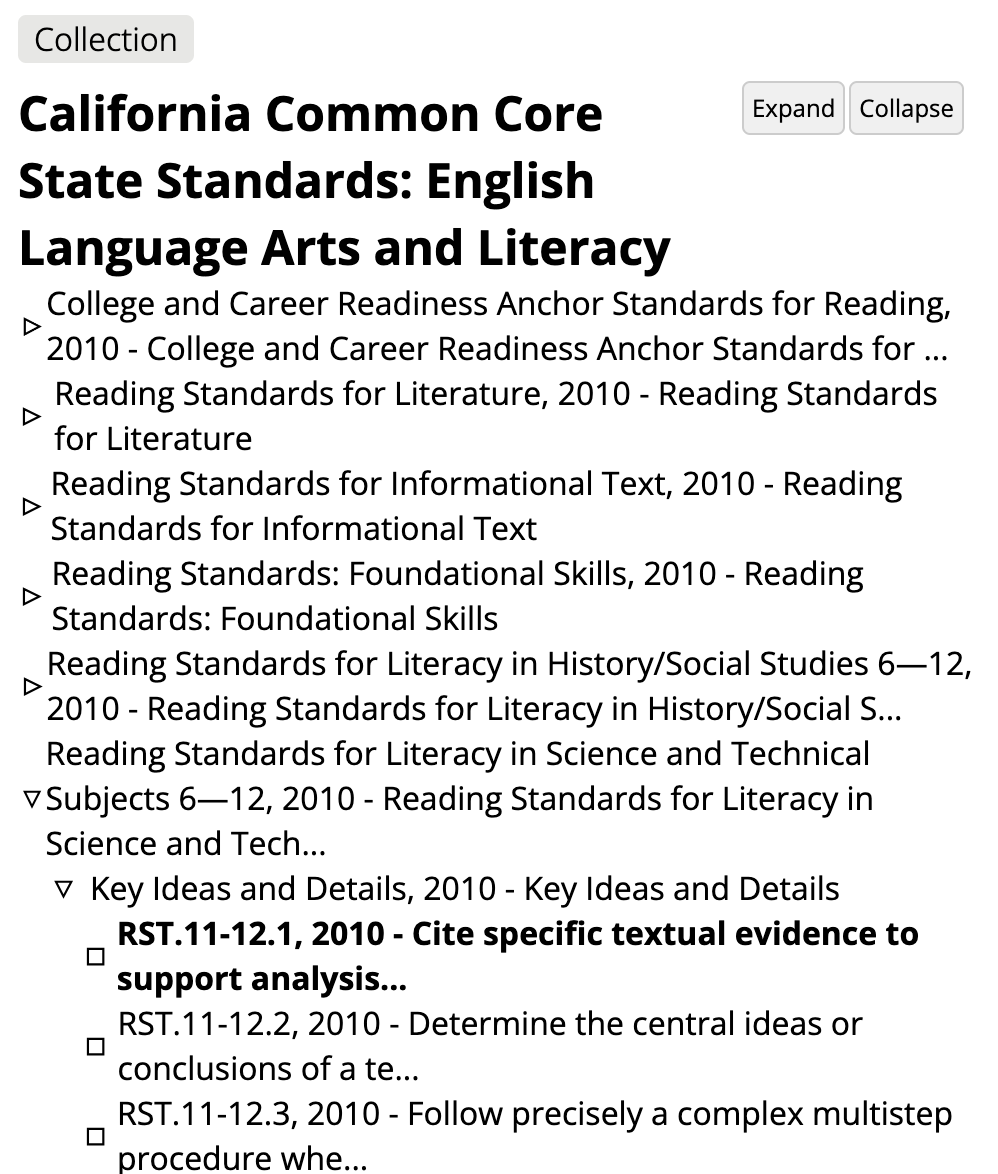 Collection
California Common Core
State Standards: English
Language Arts and Literacy
Expand Collapse
College and Career Readiness Anchor Standards for Reading,
2010 - College and Career Readiness Anchor Standards for ...
Reading Standards for Literature, 2010 - Reading Standards
for Literature
Reading Standards for Informational Text, 2010 - Reading
Standards for Informational Text
Reading Standards: Foundational Skills, 2010 - Reading
Standards: Foundational Skills
Reading Standards for Literacy in History/Social Studies 6—12,
2010 - Reading Standards for Literacy in History/Social S...
Reading Standards for Literacy in Science and Technical
Subjects 6—12, 2010 - Reading Standards for Literacy in
Science and Tech...
Key Ideas and Details, 2010 - Key Ideas and Details
RST.11-12.1, 2010 - Cite specific textual evidence to
support analysis...
RST.11-12.2, 2010 - Determine the central ideas or
conclusions of a te...
RST.11-12.3, 2010 - Follow precisely a complex multistep
procedure whe...